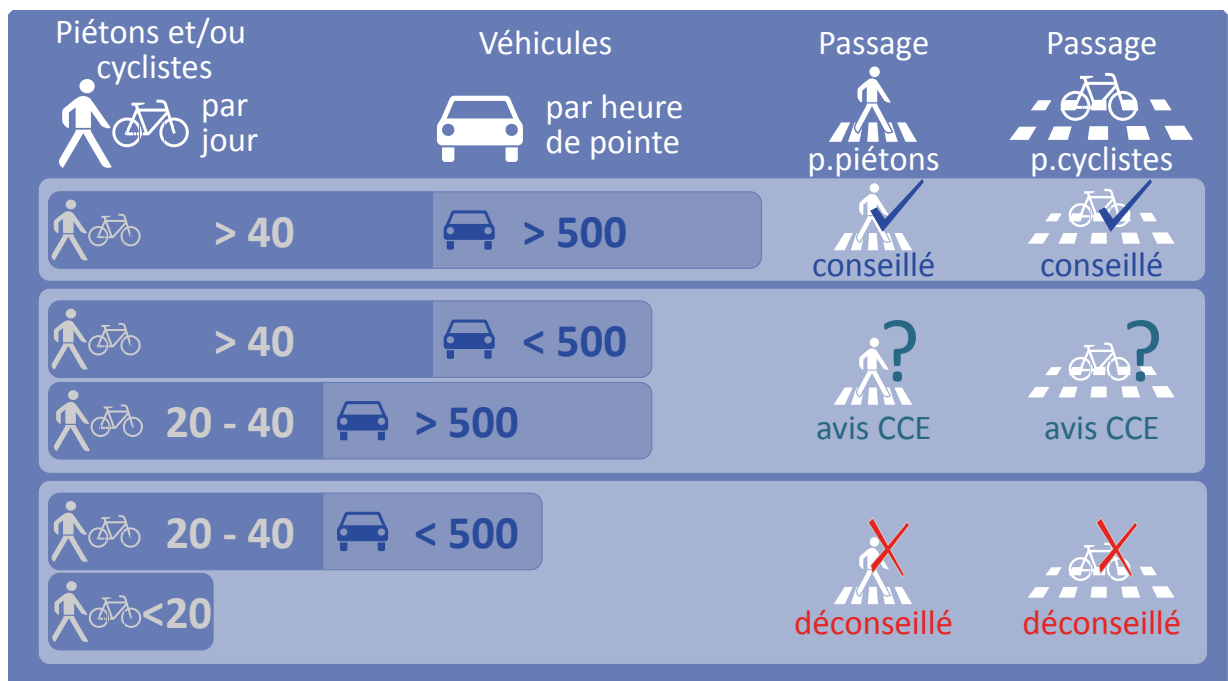 Piétons et/ou
cyclistes
par
jour
Véhicules
par heure
de pointe
Passage
p.piétons
Passage
p.cyclistes
> 40
> 500
conseillé
conseillé
> 40
< 500
20 - 40
> 500
avis CCE
avis CCE
20 - 40
< 500
<20
déconseillé
déconseillé